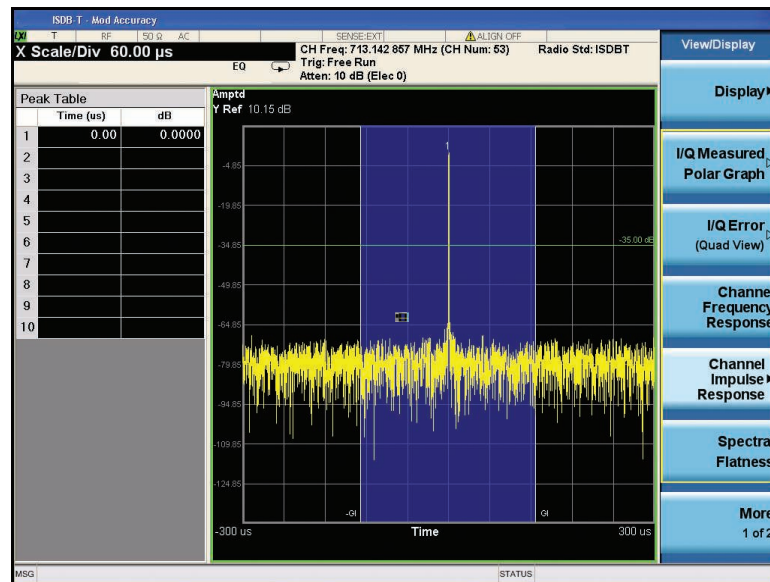 ISDB-T - Mod Accuracy
LXI T RF 50 Ω AC SENSE:EXT ALIGN OFF
X Scale/Div 60.00 µs
CH Freq: 713.142 857 MHz (CH Num: 53) Radio Std: ISDBT
EQ Trig: Free Run
Atten: 10 dB (Elec 0)
Peak Table
Time (us) dB
1 0.00 0.0000
2
3
4
5
6
7
8
9
10
Amptd
Y Ref 10.15 dB
1
-4.85
-19.85
-34.85
-35.00 dB
-49.85
-64.85
-79.85
-94.85
-109.85
-124.85
-GI
GI
-300 us Time 300 us
View/Display
Display
I/Q Measured
Polar Graph
I/Q Error
(Quad View)
Channe
Frequency
Response
Channel
Impulse
Response
Spectra
Flatness
More
1 of 2
MSG STATUS